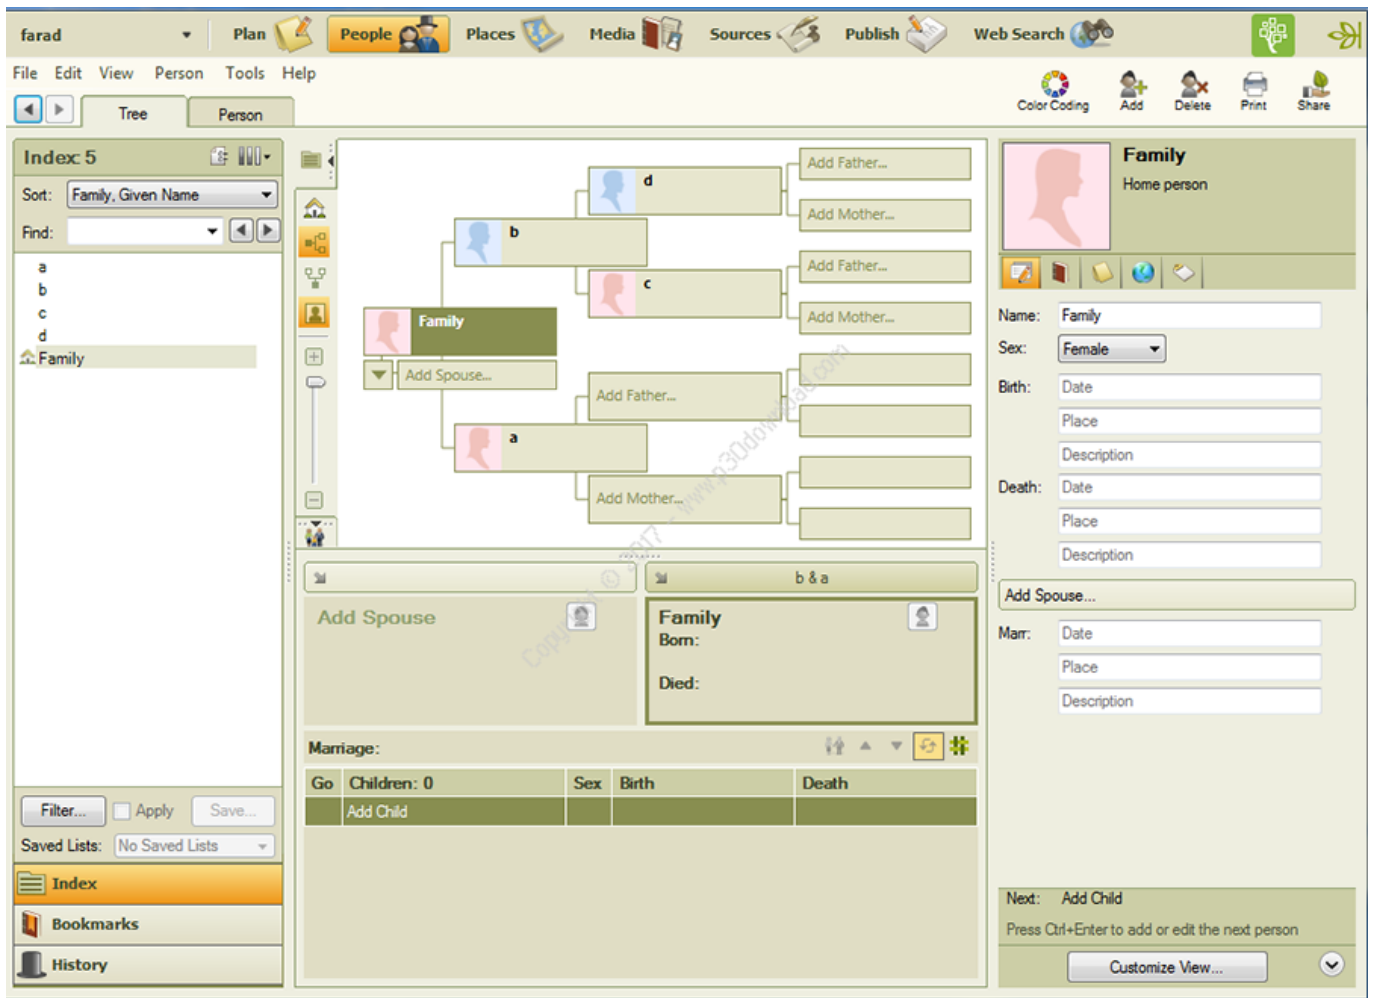 farad
Plan
People
Places
Media
Sources
Publish
Web Search
File Edit View Person Tools Help
Color Coding
Add
Delete
Print
Share
Tree
Person
Index: 5
Sort: Family, Given Name
Find:
a
b
c
d
Family
Filter...
Apply
Save...
Saved Lists: No Saved Lists
Index
Bookmarks
History
d
b
c
Family
Add Spouse...
a
Add Father...
Add Mother...
Add Father...
Add Mother...
Add Father...
Add Mother...
b & a
Add Spouse
Family
Born:
Died:
Marriage:
Go Children: 0 Sex Birth Death
Add Child
Family
Home person
Name: Family
Sex: Female
Birth: Date
Place
Description
Death: Date
Place
Description
Add Spouse...
Marr: Date
Place
Description
Next: Add Child
Press Ctrl+Enter to add or edit the next person
Customize View...
Copyright © 2017 - www.p30download.com